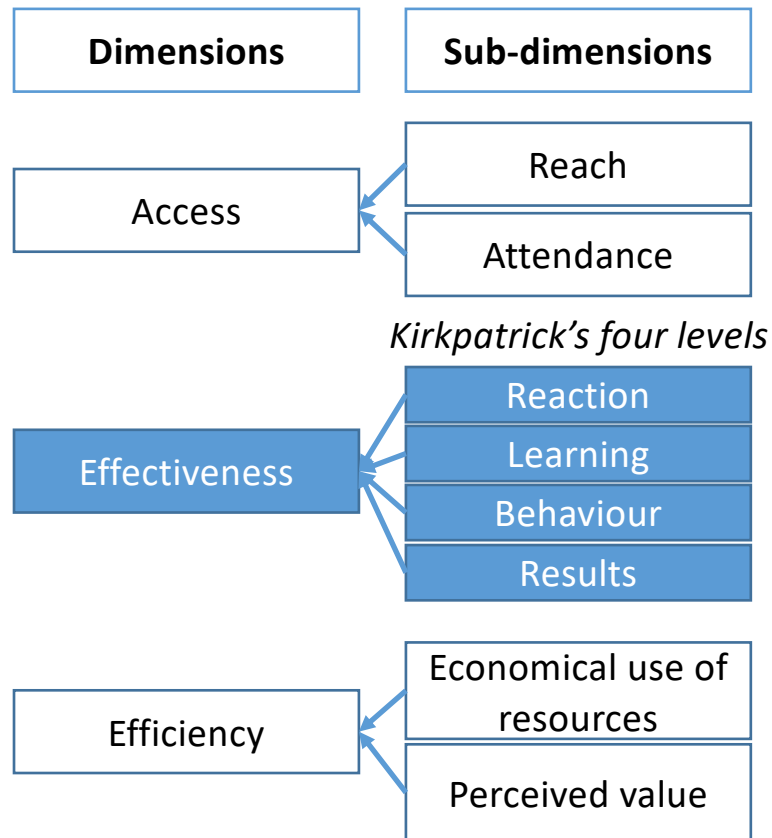 Dimensions
Sub-dimensions
Access
Reach
Attendance
Kirkpatrick’s four levels
Effectiveness
Reaction
Learning
Behaviour
Results
Efficiency
Economical use of
resources
Perceived value